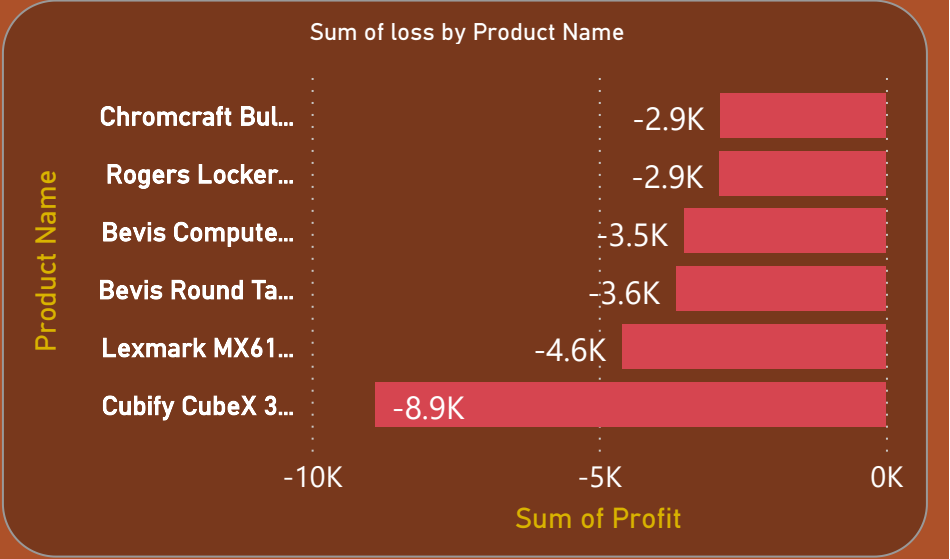 Sum of loss by Product Name
Product Name
Chromcraft Bul... -2.9K
Rogers Locker... -2.9K
Bevis Compute... -3.5K
Bevis Round Ta... -3.6K
Lexmark MX61... -4.6K
Cubify CubeX 3... -8.9K
-10K -5K 0K
Sum of Profit